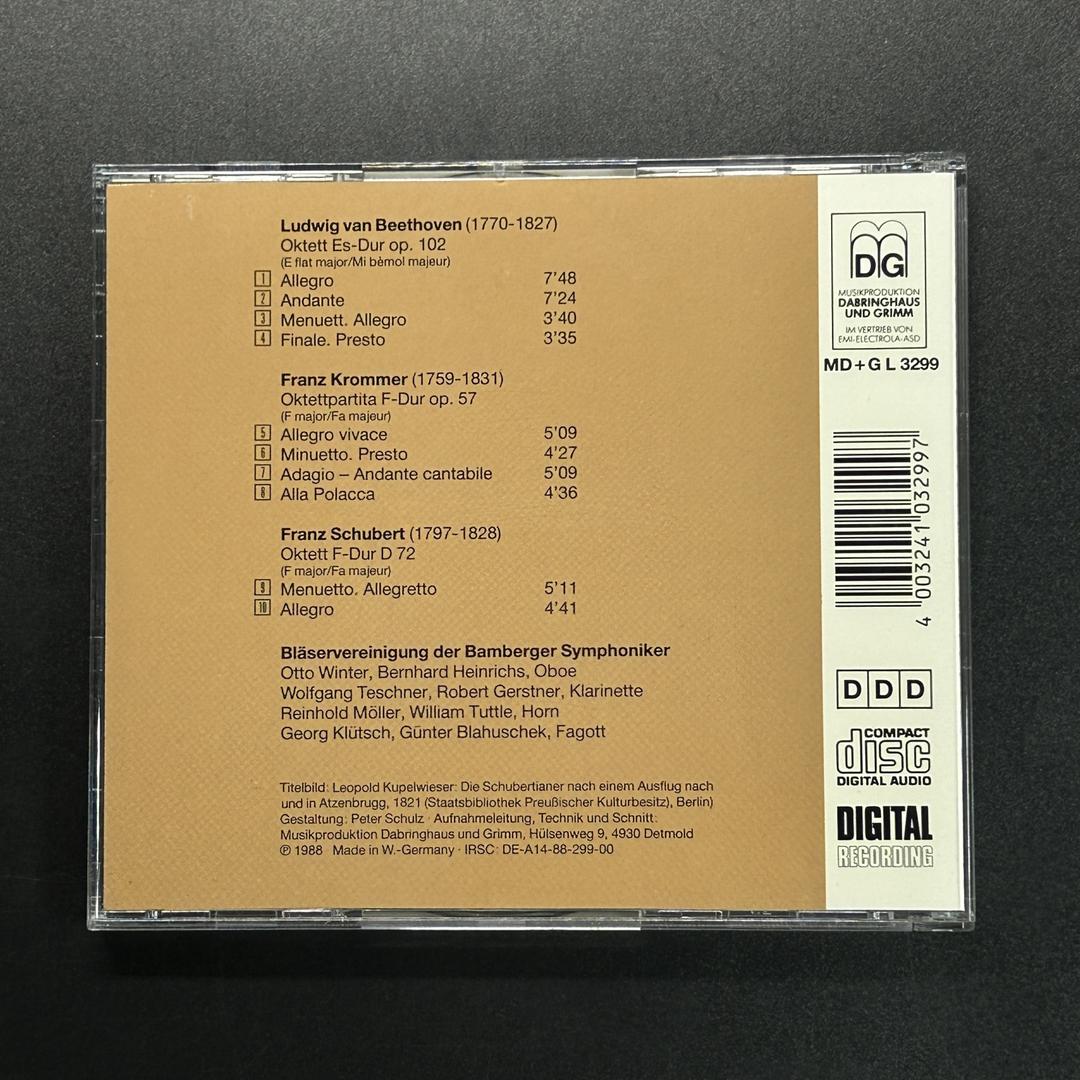 Ludwig van Beethoven (1770-1827)
Oktett Es-Dur op. 102
(E flat major/Mi bèmol majeur)
1 Allegro 7'48
2 Andante 7'24
3 Menuett. Allegro 3'40
4 Finale. Presto 3'35
Franz Krommer (1759-1831)
Oktettpartita F-Dur op. 57
(F major/Fa majeur)
5 Allegro vivace 5'09
6 Minuetto. Presto 4'27
7 Adagio – Andante cantabile 5'09
8 Alla Polacca 4'36
Franz Schubert (1797-1828)
Oktett F-Dur D 72
(F major/Fa majeur)
9 Menuetto. Allegretto 5'11
10 Allegro 4'41
Bläservereinigung der Bamberger Symphoniker
Otto Winter, Bernhard Heinrichs, Oboe
Wolfgang Teschner, Robert Gerstner, Klarinette
Reinhold Möller, William Tuttle, Horn
Georg Klütsch, Günter Blahuschek, Fagott
Titelbild: Leopold Kupelwieser: Die Schubertianer nach einem Ausflug nach
und in Atzenbrugg, 1821 (Staatsbibliothek Preußischer Kulturbesitz), Berlin)
Gestaltung: Peter Schulz · Aufnahmeleitung, Technik und Schnitt:
Musikproduktion Dabringhaus und Grimm, Hülsenweg 9, 4930 Detmold
℗ 1988 Made in W.-Germany · IRSC: DE-A14-88-299-00
MDG
MUSIKPRODUKTION
DABRINGHAUS
UND GRIMM
IM VERTRIEB VON
EMI-ELECTROLA-ASD
MD+G L 3299
4 003241 032997
D D D
COMPACT
disc
DIGITAL AUDIO
DIGITAL
RECORDING